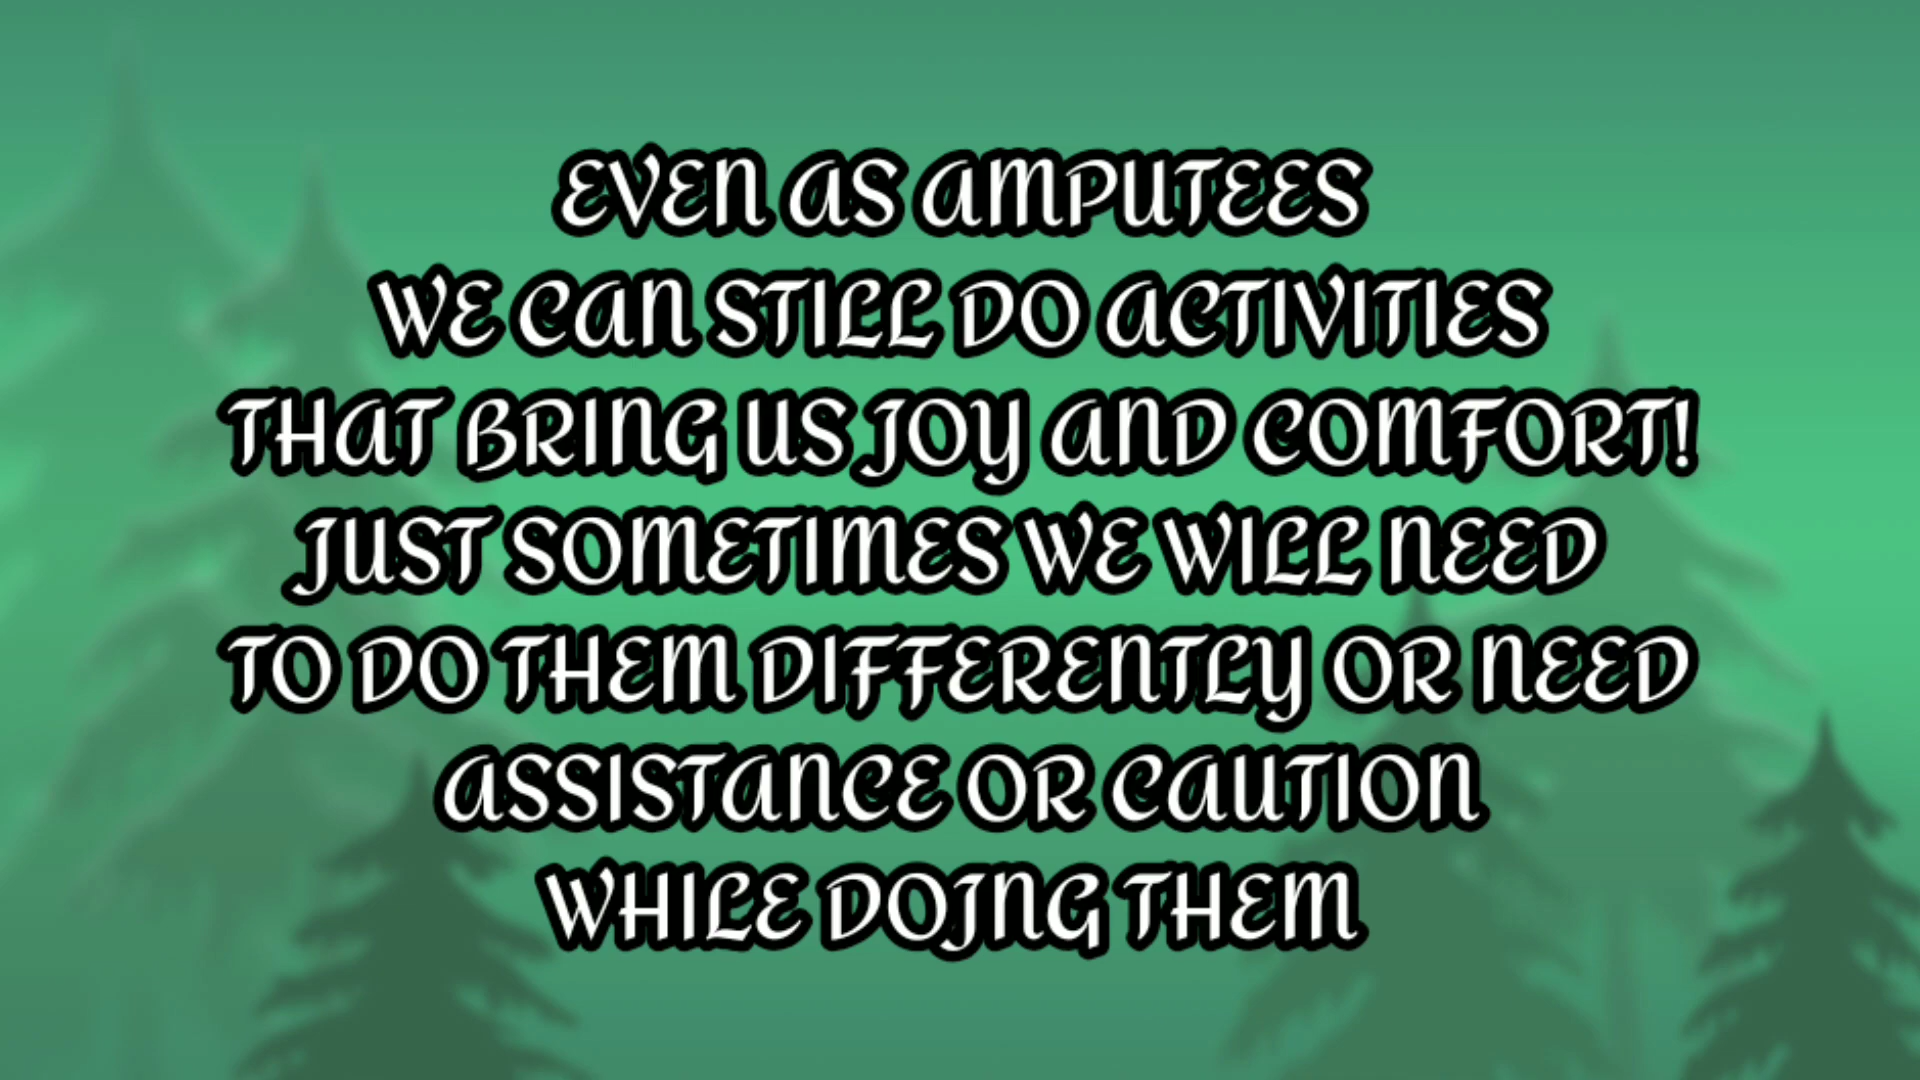 EVEN AS AMPUTEES
WE CAN STILL DO ACTIVITIES
THAT BRING US JOY AND COMFORT!
JUST SOMETIMES WE WILL NEED
TO DO THEM DIFFERENTLY OR NEED
ASSISTANCE OR CAUTION
WHILE DOJNG THEM